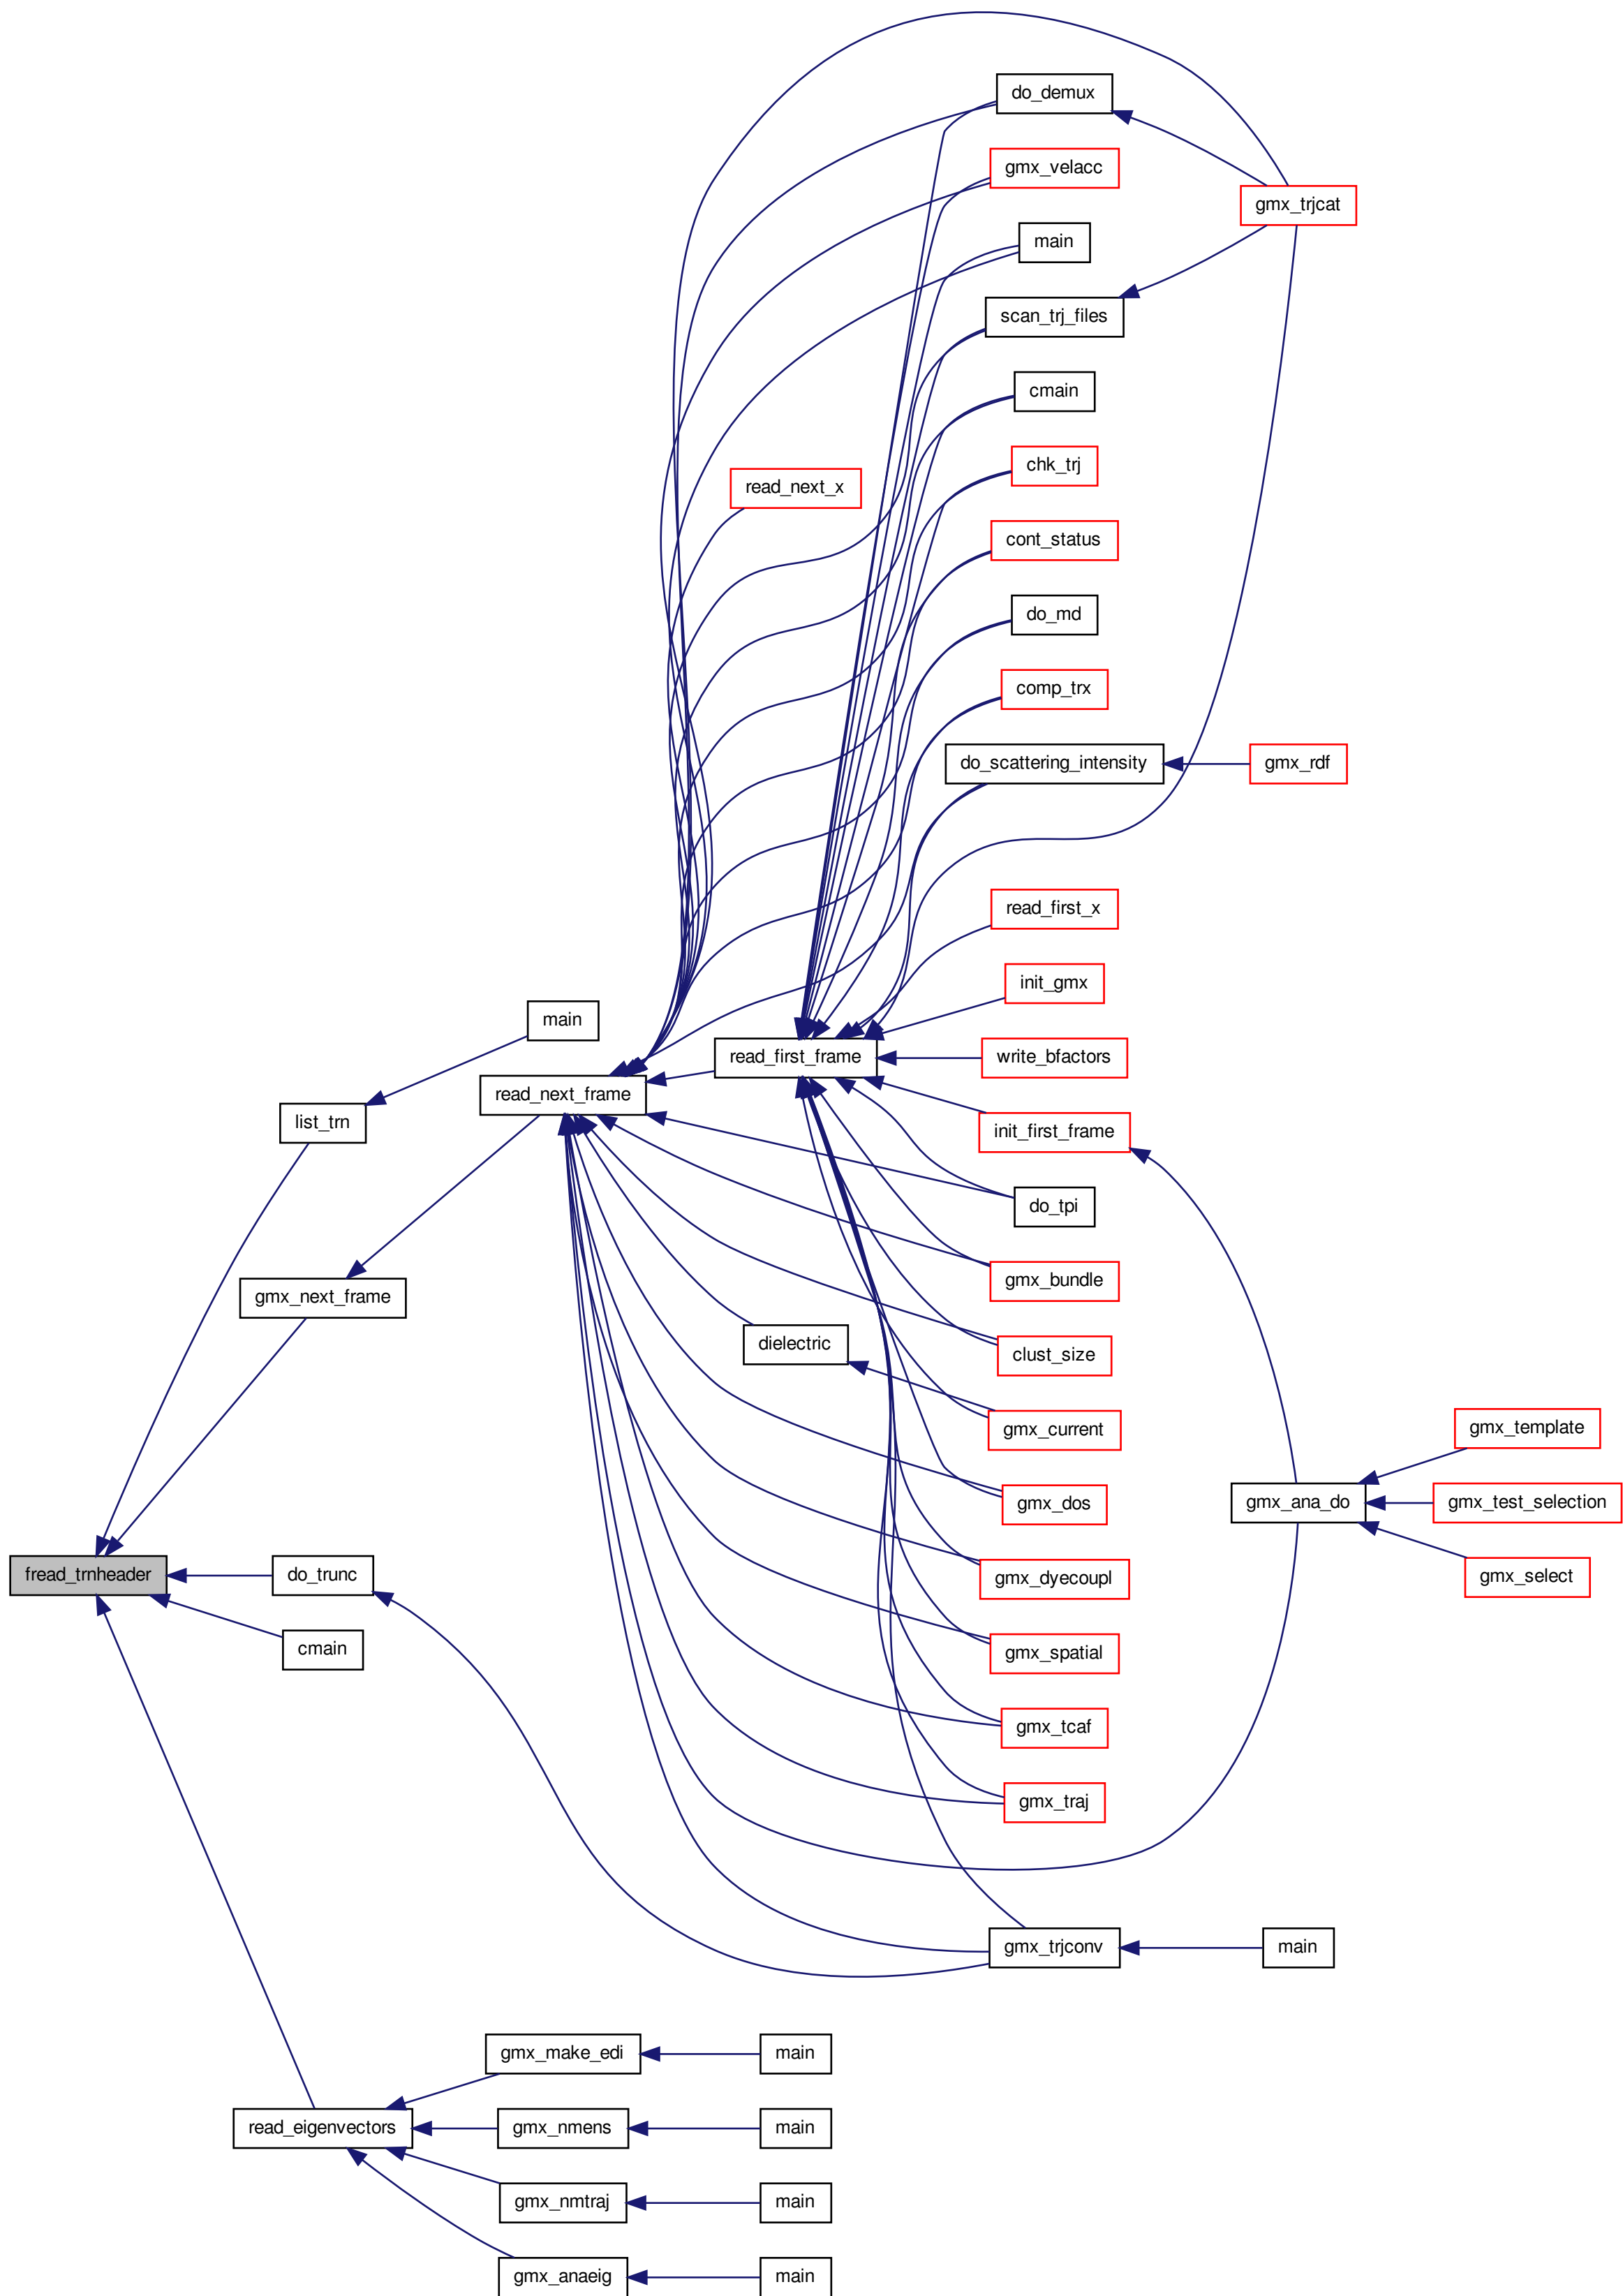 do_demux
gmx_velacc
gmx_trjcat
main
scan_trj_files
cmain
chk_trj
read_next_x
cont_status
do_md
comp_trx
do_scattering_intensity
gmx_rdf
read_first_x
init_gmx
main
read_first_frame
write_bfactors
read_next_frame
list_trn
init_first_frame
do_tpi
gmx_bundle
gmx_next_frame
dielectric
clust_size
gmx_current
gmx_template
gmx_dos
gmx_ana_do
gmx_test_selection
fread_trnheader
do_trunc
gmx_dyecoupl
gmx_select
cmain
gmx_spatial
gmx_tcaf
gmx_traj
gmx_trjconv
main
gmx_make_edi
main
read_eigenvectors
gmx_nmens
main
gmx_nmtraj
main
gmx_anaeig
main